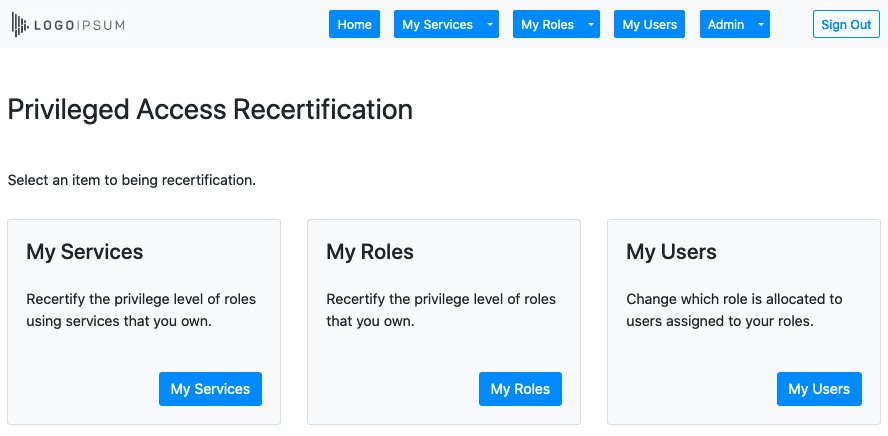 LOGOIPSUM Home My Services My Roles My Users Admin Sign Out
Privileged Access Recertification
Select an item to being recertification.
My Services
Recertify the privilege level of roles
using services that you own.
My Services
My Roles
Recertify the privilege level of roles
that you own.
My Roles
My Users
Change which role is allocated to
users assigned to your roles.
My Users